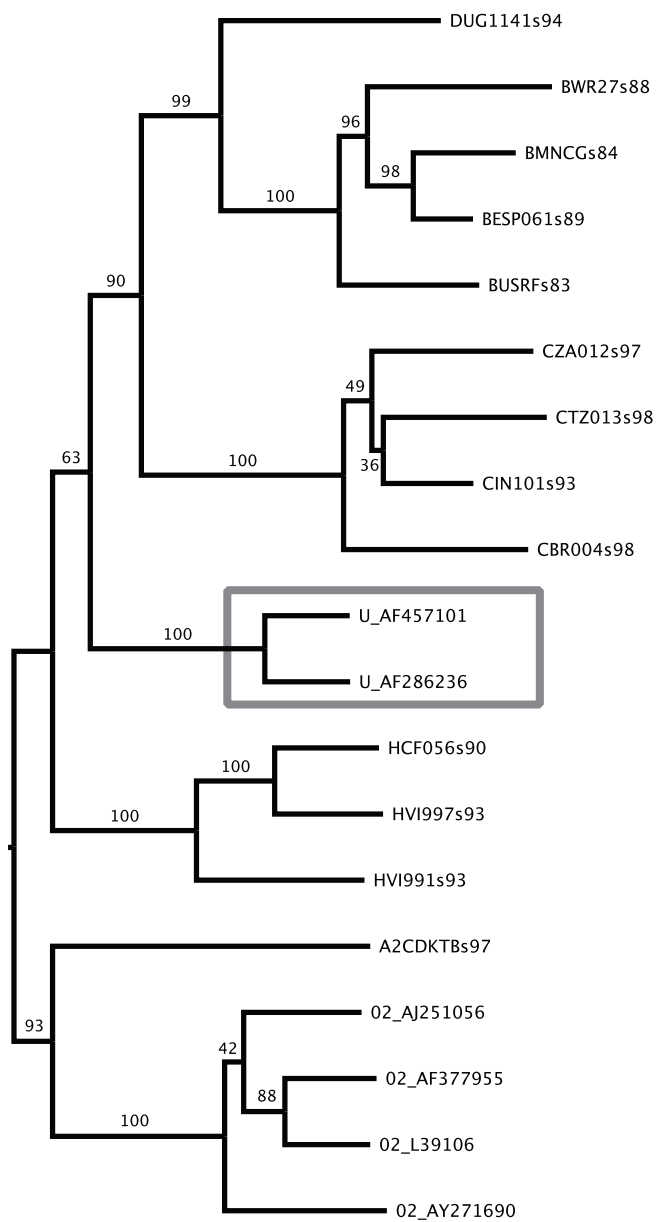 DUG1141s94
BWR27s88
99
96
BMNCGs84
98
100
BESP061s89
90
BUSRFs83
CZA012s97
49
CTZ013s98
63
100
36
CIN101s93
CBR004s98
U_AF457101
100
U_AF286236
HCF056s90
100
100
HVI997s93
HVI991s93
A2CDKTBs97
93
02_AJ251056
42
02_AF377955
88
100
02_L39106
02_AY271690